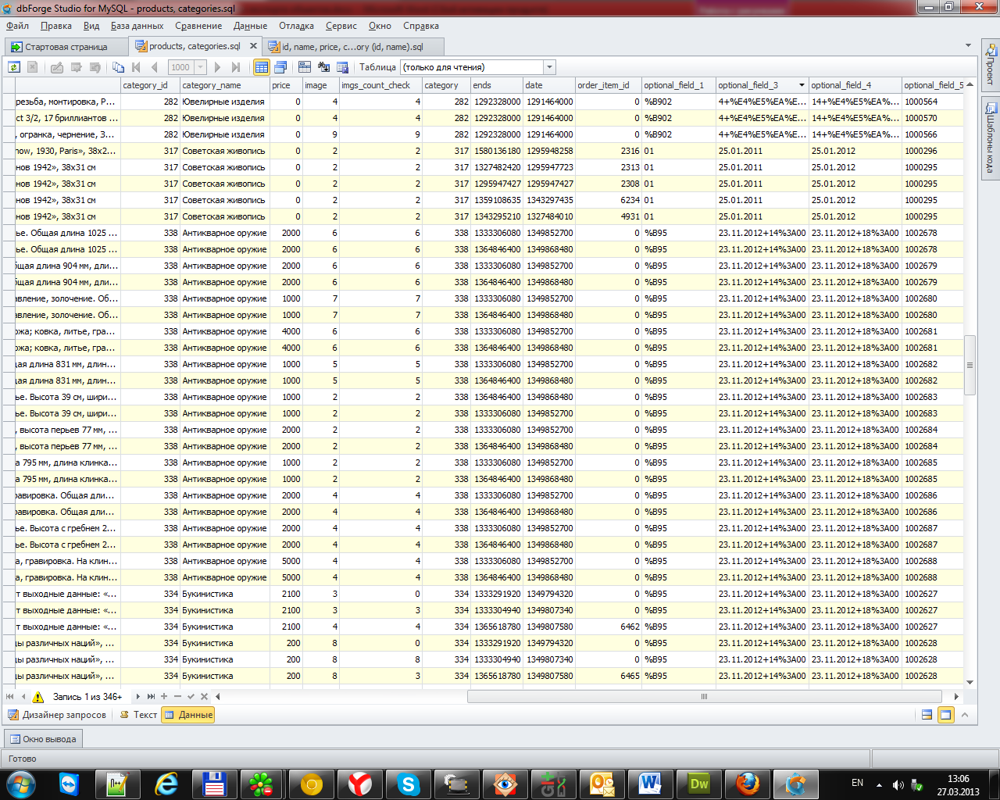 dbForge Studio for MySQL - products, categories.sql
Файл Правка Вид База данных Сравнение Данные Отладка Сервис Окно Справка
Стартовая страница products, categories.sql id, name, price, c...ory (id, name).sql
1000 Таблица (только для чтения)
category_id category_name price image imgs_count_check category ends date order_item_id optional_field_1 optional_field_3 optional_field_4 optional_field_5
резьба, монтировка, Р... 282 Ювелирные изделия 0 4 4 282 1292328000 1291464000 0 %B902 4+%E4%E5%EA%E... 14+%E4%E5%EA%... 1000564
ct 3/2, 17 бриллиантов ... 282 Ювелирные изделия 0 4 4 282 1292328000 1291464000 0 %B902 4+%E4%E5%EA%E... 14+%E4%E5%EA%... 1000570
, огранка, чернение, З... 282 Ювелирные изделия 0 9 9 282 1292328000 1291464000 0 %B902 4+%E4%E5%EA%E... 14+%E4%E5%EA%... 1000566
now, 1930, Paris», 38x2... 317 Советская живопись 0 2 2 317 1580136180 1295948258 2316 01 25.01.2011 25.01.2012 1000296
нов 1942», 38x31 см 317 Советская живопись 0 2 2 317 1327482420 1295947723 2313 01 25.01.2011 25.01.2012 1000295
нов 1942», 38x31 см 317 Советская живопись 0 2 2 317 1295947427 1295947427 2308 01 25.01.2011 25.01.2012 1000295
нов 1942», 38x31 см 317 Советская живопись 0 2 2 317 1359108635 1343297435 6234 01 25.01.2011 25.01.2012 1000295
нов 1942», 38x31 см 317 Советская живопись 0 2 2 317 1343295210 1327484010 4931 01 25.01.2011 25.01.2012 1000295
ье. Общая длина 1025 ... 338 Антикварное оружие 2000 6 6 338 1333306080 1349852700 0 %B95 23.11.2012+14%3A00 23.11.2012+18%3A00 1002678
ье. Общая длина 1025 ... 338 Антикварное оружие 2000 6 6 338 1364846400 1349868480 0 %B95 23.11.2012+14%3A00 23.11.2012+18%3A00 1002678
бщая длина 904 мм, дли... 338 Антикварное оружие 2000 6 6 338 1333306080 1349852700 0 %B95 23.11.2012+14%3A00 23.11.2012+18%3A00 1002679
бщая длина 904 мм, дли... 338 Антикварное оружие 2000 6 6 338 1364846400 1349868480 0 %B95 23.11.2012+14%3A00 23.11.2012+18%3A00 1002679
авление, золочение. Об... 338 Антикварное оружие 1000 7 7 338 1333306080 1349852700 0 %B95 23.11.2012+14%3A00 23.11.2012+18%3A00 1002680
авление, золочение. Об... 338 Антикварное оружие 1000 7 7 338 1364846400 1349868480 0 %B95 23.11.2012+14%3A00 23.11.2012+18%3A00 1002680
ожа; ковка, литье, гра... 338 Антикварное оружие 4000 6 6 338 1333306080 1349852700 0 %B95 23.11.2012+14%3A00 23.11.2012+18%3A00 1002681
ожа; ковка, литье, гра... 338 Антикварное оружие 4000 6 6 338 1364846400 1349868480 0 %B95 23.11.2012+14%3A00 23.11.2012+18%3A00 1002681
щая длина 831 мм, длин... 338 Антикварное оружие 1000 5 5 338 1333306080 1349852700 0 %B95 23.11.2012+14%3A00 23.11.2012+18%3A00 1002682
щая длина 831 мм, длин... 338 Антикварное оружие 1000 5 5 338 1364846400 1349868480 0 %B95 23.11.2012+14%3A00 23.11.2012+18%3A00 1002682
ье. Высота 39 см, шири... 338 Антикварное оружие 1000 2 2 338 1364846400 1349868480 0 %B95 23.11.2012+14%3A00 23.11.2012+18%3A00 1002683
ье. Высота 39 см, шири... 338 Антикварное оружие 1000 2 2 338 1333306080 1349852700 0 %B95 23.11.2012+14%3A00 23.11.2012+18%3A00 1002683
, высота перьев 77 мм, ... 338 Антикварное оружие 2000 2 2 338 1333306080 1349852700 0 %B95 23.11.2012+14%3A00 23.11.2012+18%3A00 1002684
, высота перьев 77 мм, ... 338 Антикварное оружие 2000 2 2 338 1364846400 1349868480 0 %B95 23.11.2012+14%3A00 23.11.2012+18%3A00 1002684
а 795 мм, длина клинка... 338 Антикварное оружие 1000 2 2 338 1333306080 1349852700 0 %B95 23.11.2012+14%3A00 23.11.2012+18%3A00 1002685
а 795 мм, длина клинка... 338 Антикварное оружие 1000 2 2 338 1364846400 1349868480 0 %B95 23.11.2012+14%3A00 23.11.2012+18%3A00 1002685
равировка. Общая дли... 338 Антикварное оружие 2000 4 4 338 1333306080 1349852700 0 %B95 23.11.2012+14%3A00 23.11.2012+18%3A00 1002686
равировка. Общая дли... 338 Антикварное оружие 2000 4 4 338 1364846400 1349868480 0 %B95 23.11.2012+14%3A00 23.11.2012+18%3A00 1002686
ье. Высота с гребнем 2... 338 Антикварное оружие 2000 4 4 338 1333306080 1349852700 0 %B95 23.11.2012+14%3A00 23.11.2012+18%3A00 1002687
ье. Высота с гребнем 2... 338 Антикварное оружие 2000 4 4 338 1364846400 1349868480 0 %B95 23.11.2012+14%3A00 23.11.2012+18%3A00 1002687
а, гравировка. На клин... 338 Антикварное оружие 5000 4 4 338 1333306080 1349852700 0 %B95 23.11.2012+14%3A00 23.11.2012+18%3A00 1002688
а, гравировка. На клин... 338 Антикварное оружие 5000 4 4 338 1364846400 1349868480 0 %B95 23.11.2012+14%3A00 23.11.2012+18%3A00 1002688
т выходные данные: «... 334 Букинистика 2100 3 0 334 1333291920 1349794320 0 %B95 23.11.2012+14%3A00 23.11.2012+18%3A00 1002627
т выходные данные: «... 334 Букинистика 2100 3 3 334 1333304940 1349807340 0 %B95 23.11.2012+14%3A00 23.11.2012+18%3A00 1002627
т выходные данные: «... 334 Букинистика 2100 4 4 334 1365618780 1349807580 6462 %B95 23.11.2012+14%3A00 23.11.2012+18%3A00 1002627
ды различных наций», ... 334 Букинистика 200 8 0 334 1333291920 1349794320 0 %B95 23.11.2012+14%3A00 23.11.2012+18%3A00 1002628
ды различных наций», ... 334 Букинистика 200 8 8 334 1333304940 1349807340 0 %B95 23.11.2012+14%3A00 23.11.2012+18%3A00 1002628
ды различных наций», ... 334 Букинистика 200 8 3 334 1365618780 1349807580 6465 %B95 23.11.2012+14%3A00 23.11.2012+18%3A00 1002628
Запись 1 из 346+
Дизайнер запросов Текст Данные
Окно вывода
Готово
Проект
Шаблоны кода
EN 13:06
27.03.2013